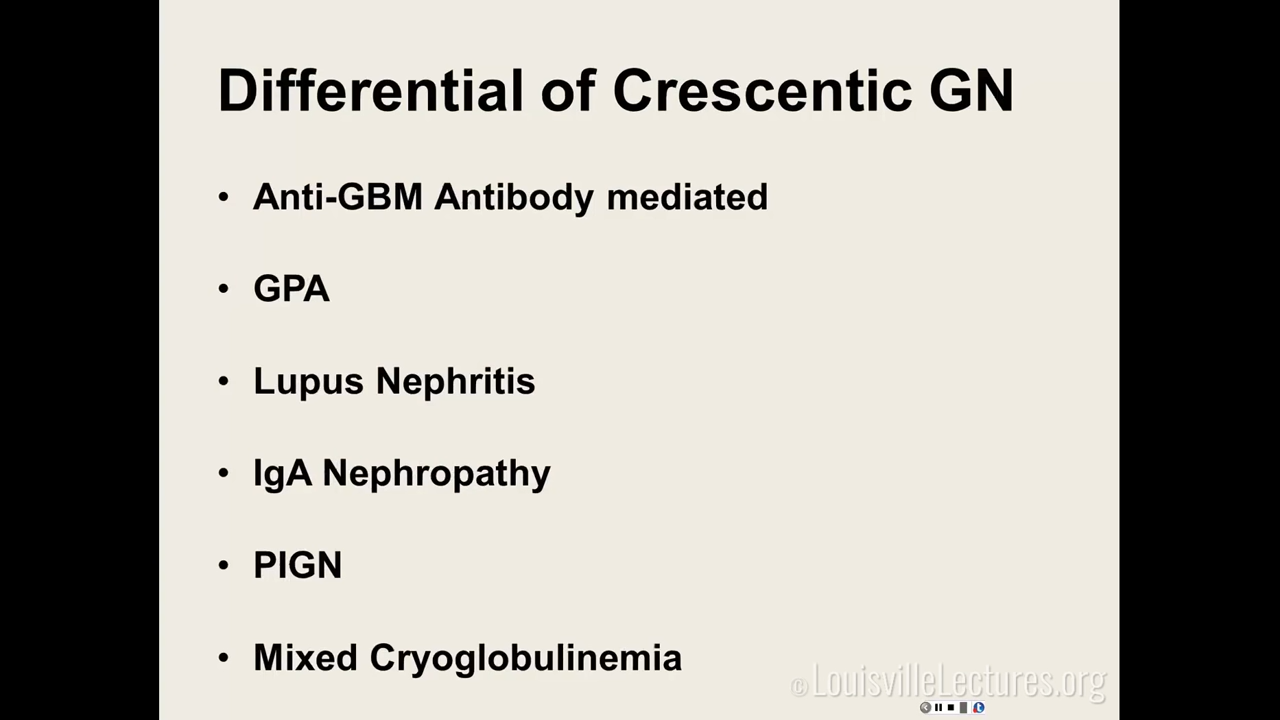 Differential of Crescentic GN
• Anti-GBM Antibody mediated
• GPA
• Lupus Nephritis
• IgA Nephropathy
• PIGN
• Mixed Cryoglobulinemia
©LouisvilleLectures.org